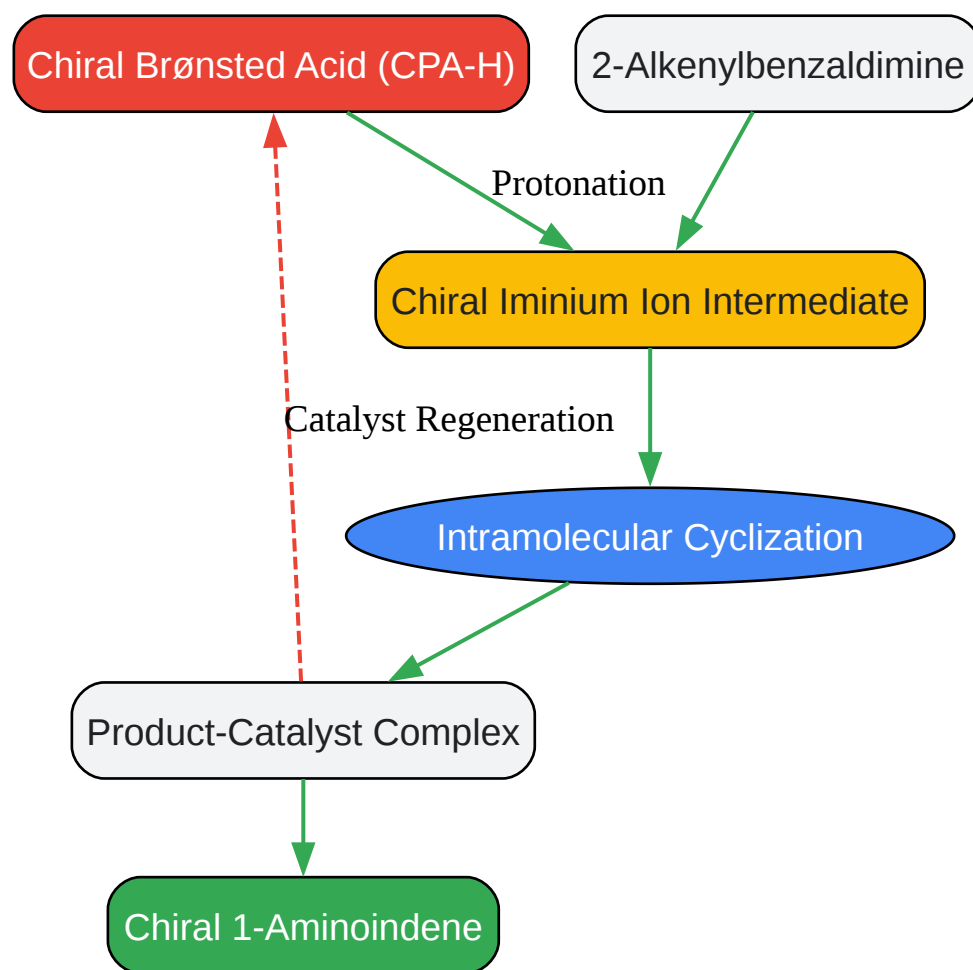 Chiral Brønsted Acid (CPA-H)
2-Alkenylbenzaldimine
Protonation
Chiral Iminium Ion Intermediate
Catalyst Regeneration
Intramolecular Cyclization
Product-Catalyst Complex
Chiral 1-Aminoindene